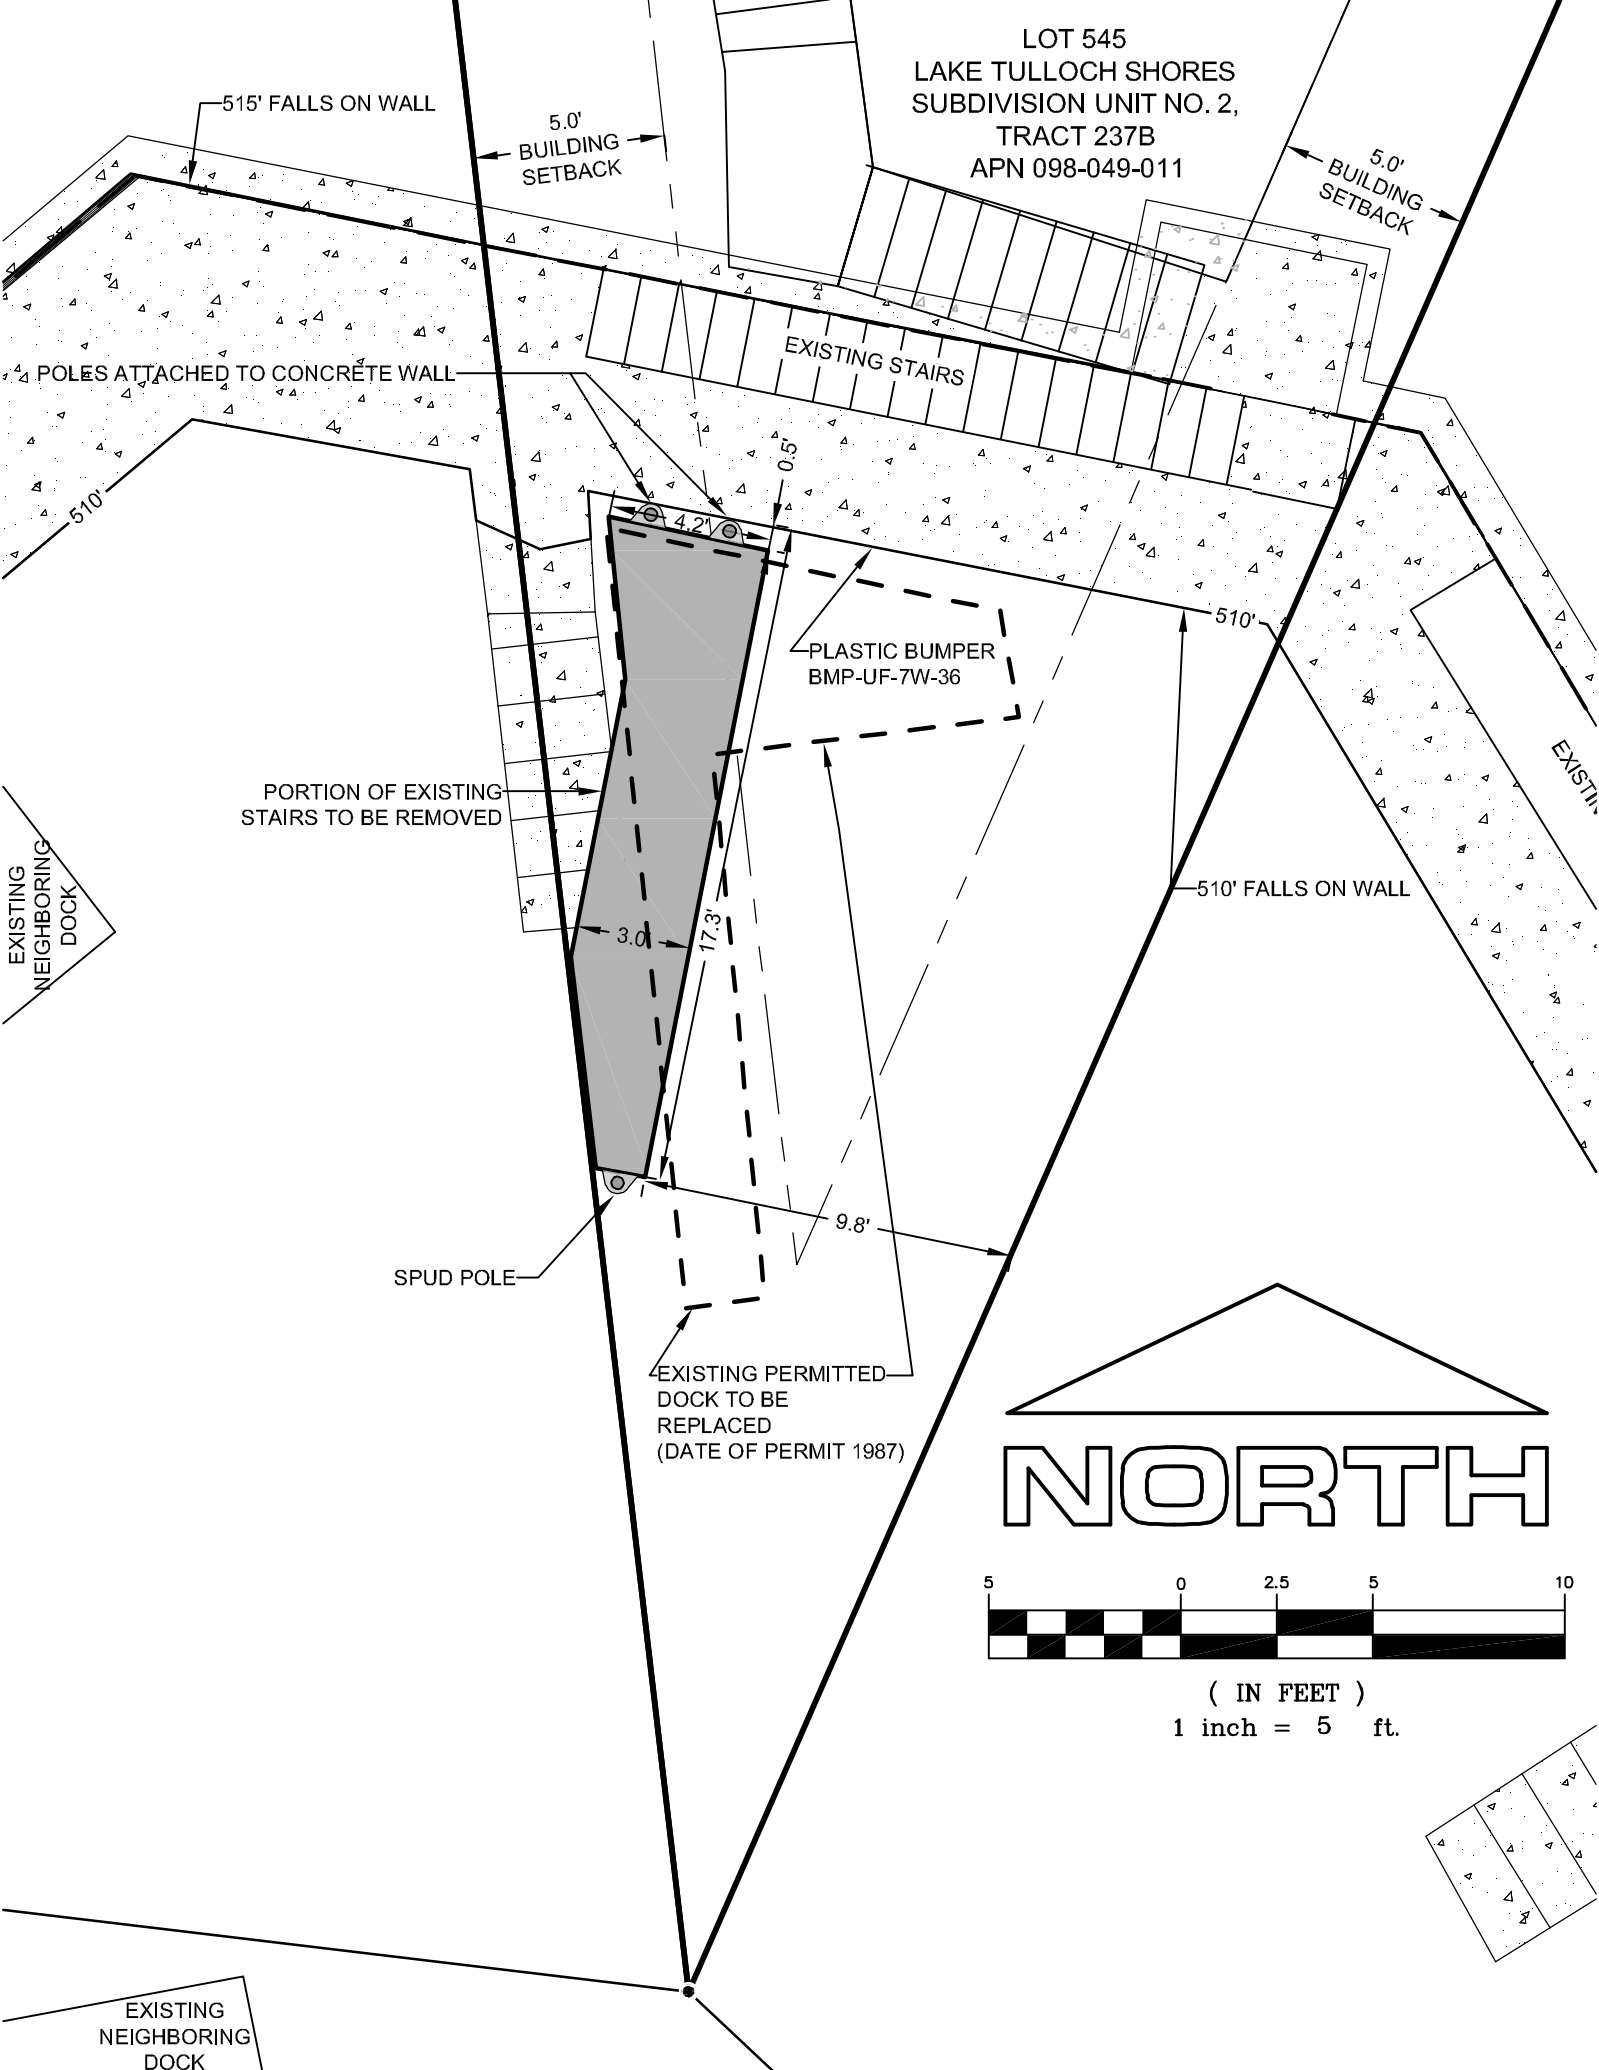 LOT 545
LAKE TULLOCH SHORES
SUBDIVISION UNIT NO. 2,
TRACT 237B
APN 098-049-011
515' FALLS ON WALL
5.0'
BUILDING
SETBACK
5.0'
BUILDING
SETBACK
EXISTING STAIRS
POLES ATTACHED TO CONCRETE WALL
0.5'
510'
4.2'
510'
PLASTIC BUMPER
BMP-UF-7W-36
PORTION OF EXISTING
STAIRS TO BE REMOVED
EXISTING
NEIGHBORING
DOCK
510' FALLS ON WALL
3.0'
17.3'
9.8'
SPUD POLE
EXISTING PERMITTED
DOCK TO BE
REPLACED
(DATE OF PERMIT 1987)
NORTH
5 0 2.5 5 10
( IN FEET )
1 inch = 5 ft.
EXISTING
NEIGHBORING
DOCK